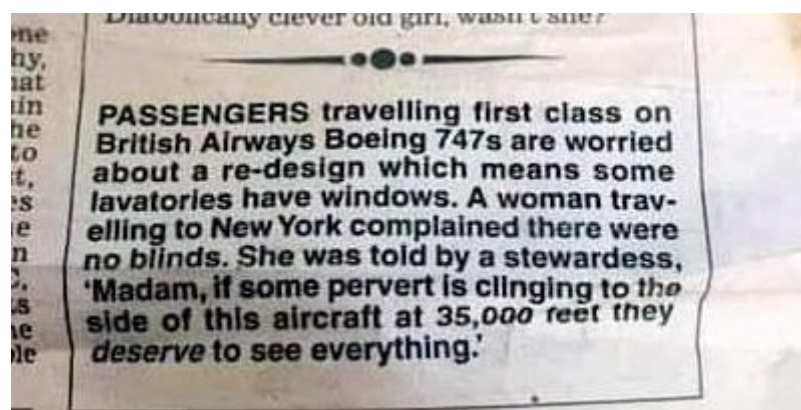 Diabolically clever old girl, wasn't she?
PASSENGERS travelling first class on
British Airways Boeing 747s are worried
about a re-design which means some
lavatories have windows. A woman trav-
elling to New York complained there were
no blinds. She was told by a stewardess,
'Madam, if some pervert is clinging to the
side of this aircraft at 35,000 feet they
deserve to see everything.'